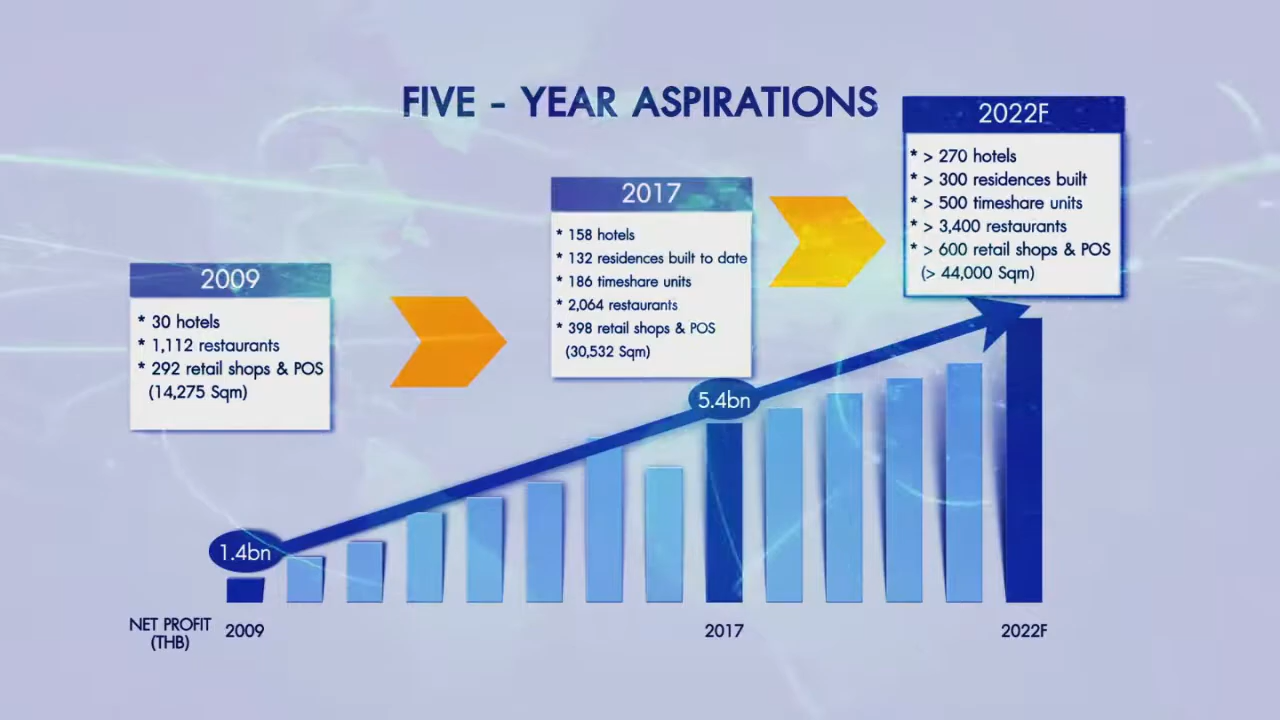 FIVE - YEAR ASPIRATIONS
2009
* 30 hotels
* 1,112 restaurants
* 292 retail shops & POS
(14,275 Sqm)
2017
* 158 hotels
* 132 residences built to date
* 186 timeshare units
* 2,064 restaurants
* 398 retail shops & POS
(30,532 Sqm)
2022F
* > 270 hotels
* > 300 residences built
* > 500 timeshare units
* > 3,400 restaurants
* > 600 retail shops & POS
(> 44,000 Sqm)
1.4bn
5.4bn
NET PROFIT
(THB)
2009
2017
2022F